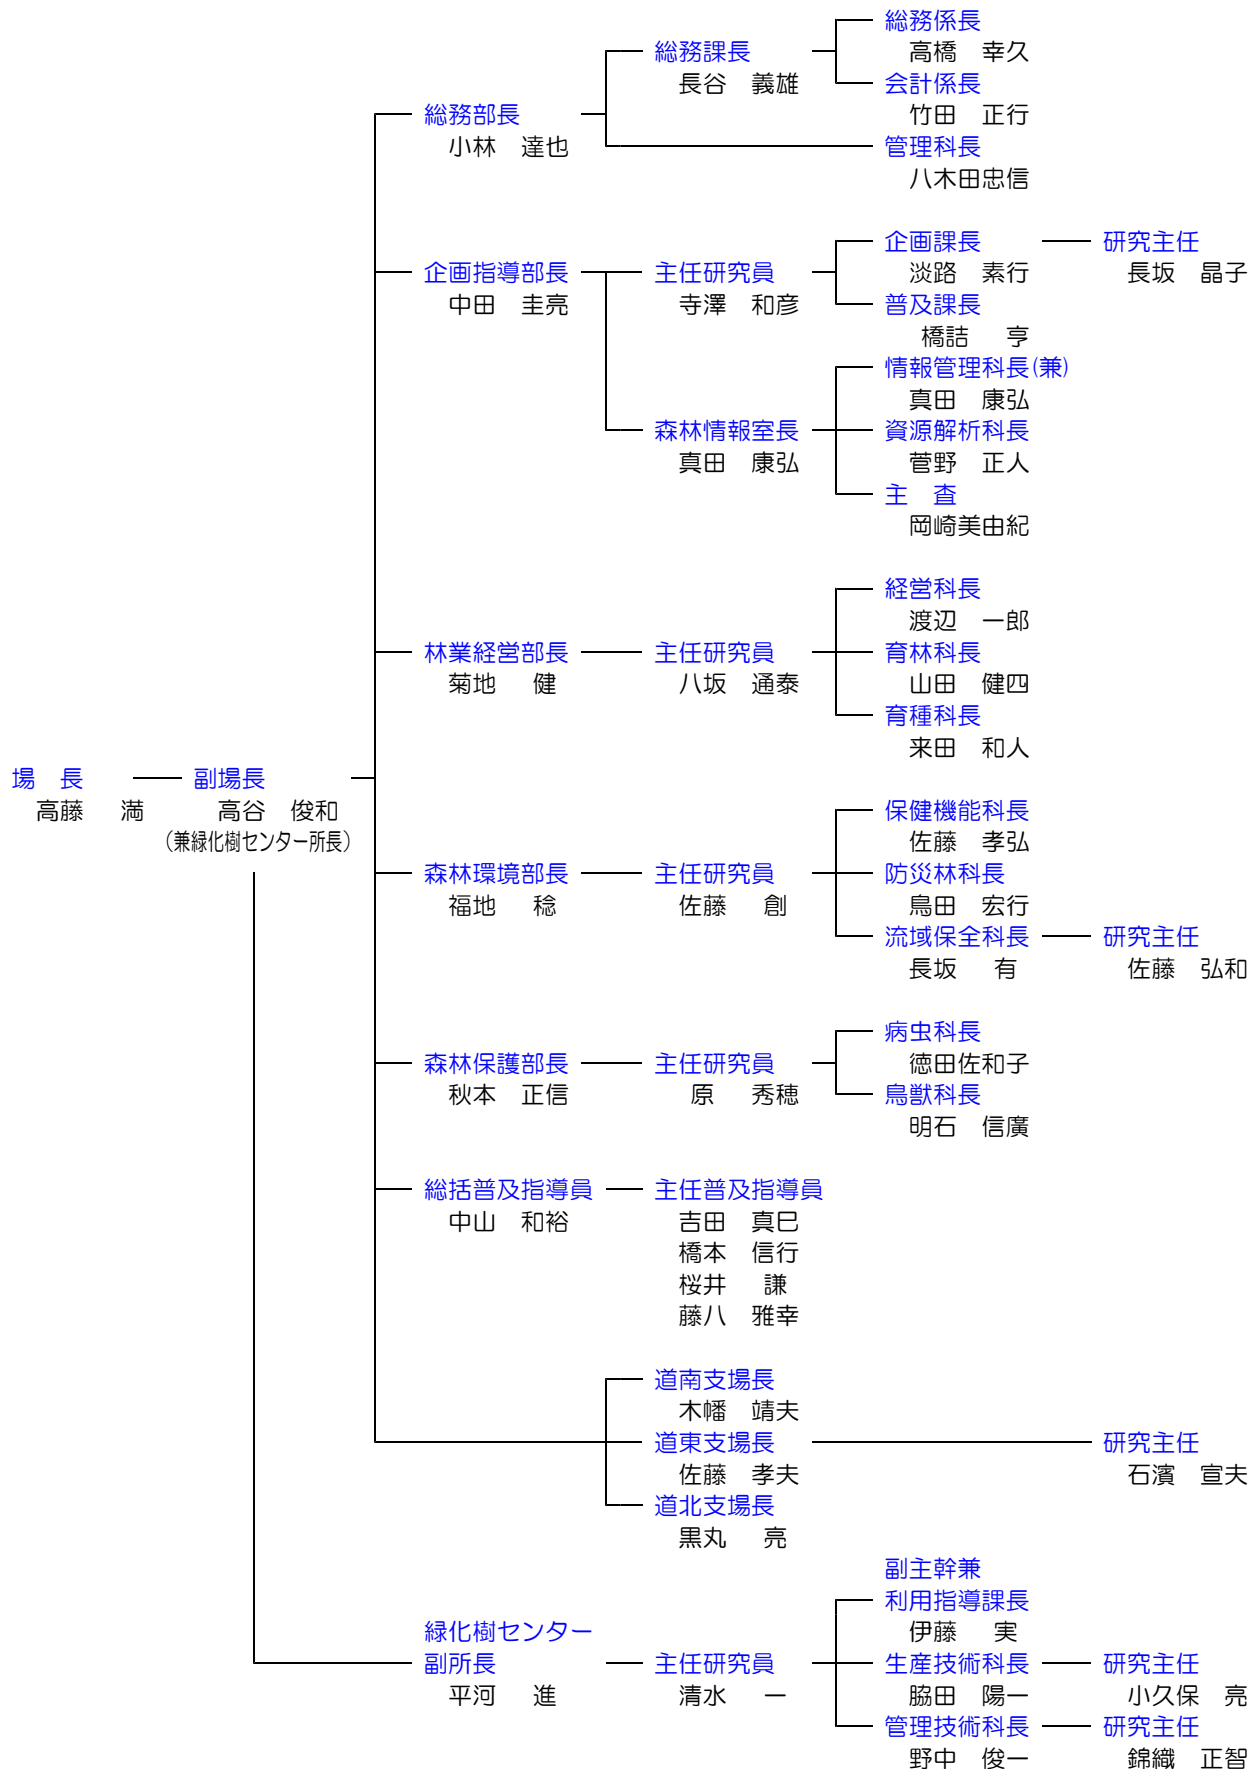 総務係長
高橋　幸久
総務課長
長谷　義雄
会計係長
竹田　正行
総務部長
小林　達也
管理科長
八木田忠信
企画課長
淡路　素行
研究主任
長坂　晶子
企画指導部長
中田　圭亮
主任研究員
寺澤　和彦
普及課長
橋詰　亨
情報管理科長(兼)
真田　康弘
森林情報室長
真田　康弘
資源解析科長
菅野　正人
主　査
岡崎美由紀
経営科長
渡辺　一郎
林業経営部長
菊地　健
主任研究員
八坂　通泰
育林科長
山田　健四
育種科長
来田　和人
場　長
高藤　満
副場長
高谷　俊和
（兼緑化樹センター所長）
保健機能科長
佐藤　孝弘
森林環境部長
福地　稔
主任研究員
佐藤　創
防災林科長
鳥田　宏行
流域保全科長
長坂　有
研究主任
佐藤　弘和
病虫科長
徳田佐和子
森林保護部長
秋本　正信
主任研究員
原　秀穂
鳥獣科長
明石　信廣
総括普及指導員
中山　和裕
主任普及指導員
吉田　真巳
橋本　信行
桜井　謙
藤八　雅幸
道南支場長
木幡　靖夫
道東支場長
佐藤　孝夫
研究主任
石濱　宣夫
道北支場長
黒丸　亮
副主幹兼
利用指導課長
伊藤　実
緑化樹センター
副所長
平河　進
主任研究員
清水　一
生産技術科長
脇田　陽一
研究主任
小久保　亮
管理技術科長
野中　俊一
研究主任
錦織　正智